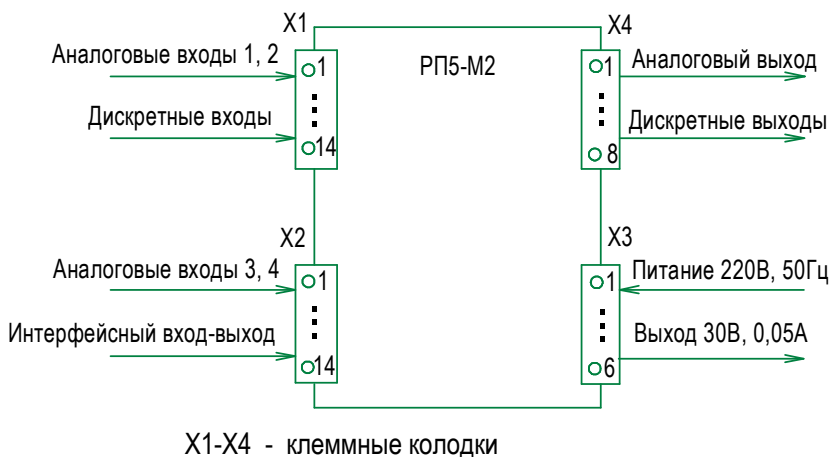 X1
X4
Аналоговые входы 1, 2
1
РП5-М2
1
Аналоговый выход
Дискретные входы
14
8
Дискретные выходы
X2
X3
Аналоговые входы 3, 4
1
1
Питание 220В, 50Гц
Интерфейсный вход-выход
14
6
Выход 30В, 0,05А
X1-X4 - клеммные колодки